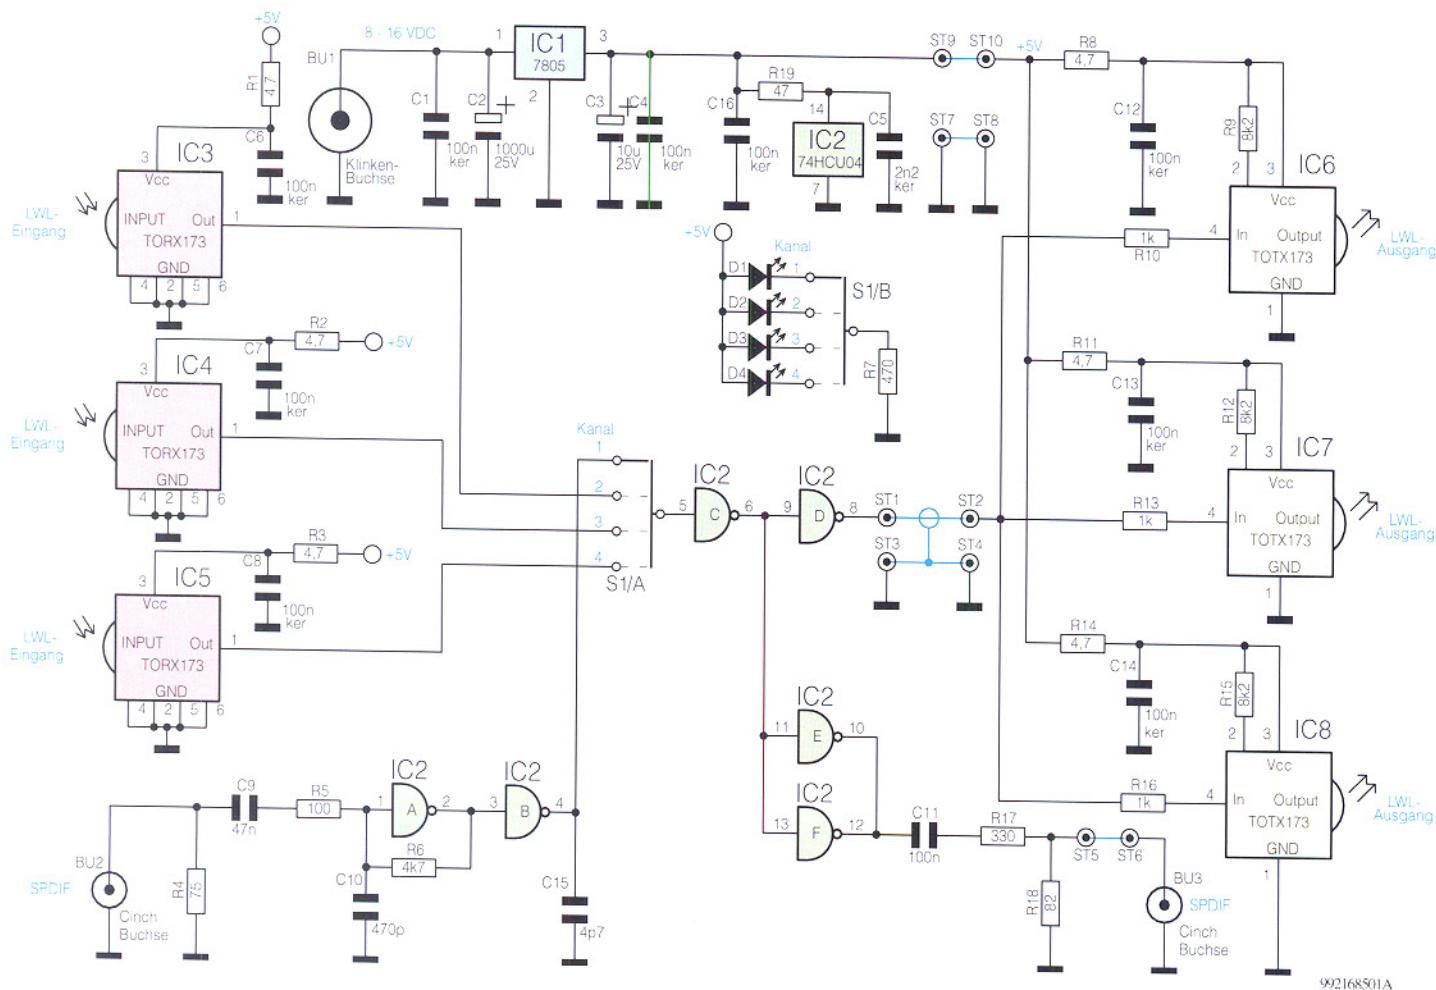 +5V
R1
4,7
C6
100n
ker
IC3
3
Vcc
INPUT Out
TORX173
GND
4 2 5 6
1
LWL-
Eingang
8 - 16 VDC
BU1
Klinken-
Buchse
C1
100n
ker
C2
+
1000u
25V
1
IC1
7805
3
2
C3
+
10u
25V
C4
100n
ker
C16
100n
ker
R19
47
14
IC2
74HCU04
7
C5
2n2
ker
ST9 ST10
ST7 ST8
+5V
R8
4,7
C12
100n
ker
R9
8k2
2 3
IC6
Vcc
4
In Output
TOTX173
GND
1
1k
R10
LWL-
Ausgang
+5V
Kanal
D1 1
D2 2
D3 3
D4 4
S1/B
R7
470
R2
4,7
+5V
C7
100n
ker
3
IC4
Vcc
INPUT Out
TORX173
GND
4 2 5 6
1
LWL-
Eingang
R11
4,7
C13
100n
ker
R12
8k2
2 3
IC7
Vcc
4
In Output
TOTX173
GND
1
R13
1k
LWL-
Ausgang
Kanal
1
2
3
4
S1/A
5
IC2
C
6
9
IC2
D
8
ST1 ST2
ST3 ST4
R3
4,7
+5V
C8
100n
ker
3
IC5
Vcc
INPUT Out
TORX173
GND
4 2 5 6
1
LWL-
Eingang
R14
4,7
C14
100n
ker
R15
8k2
2 3
IC8
Vcc
4
In Output
TOTX173
GND
1
R16
1k
LWL-
Ausgang
IC2
11
E
10
IC2
13
F
12
C11
100n
R17
330
R18
82
ST5 ST6
BU3
SPDIF
Cinch
Buchse
BU2
SPDIF
Cinch
Buchse
R4
75
C9
47n
R5
100
IC2
1
A
2
R6
4k7
C10
470p
IC2
3
B
4
C15
4p7
992168501A